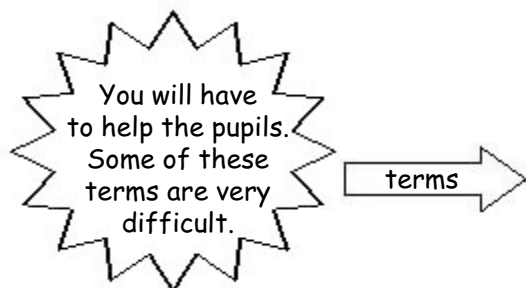 You will have
to help the pupils.
Some of these
terms are very
difficult.
terms